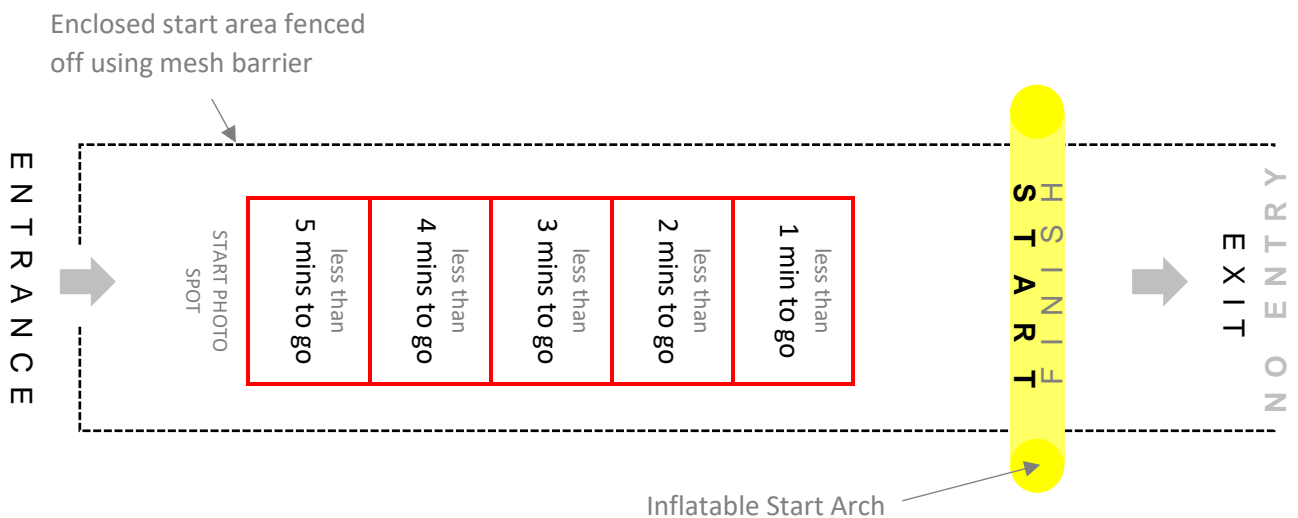 Enclosed start area fenced
off using mesh barrier
ENTRANCE
START PHOTO
SPOT
less than
5 mins to go
less than
4 mins to go
less than
3 mins to go
less than
2 mins to go
less than
1 min to go
START
FINISH
EXIT
NO ENTRY
Inflatable Start Arch